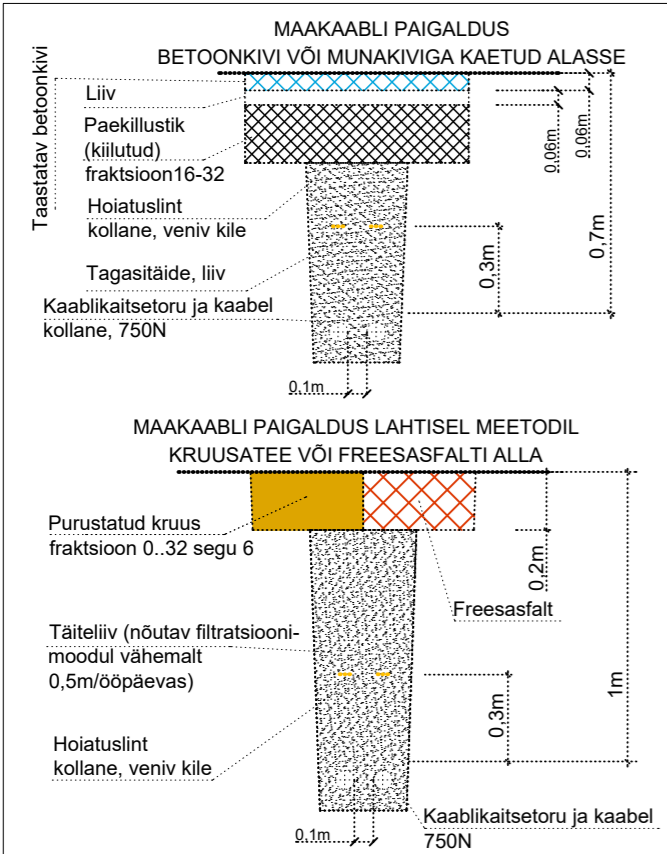 MAAKAABLI PAIGALDUS
BETOONKIVI VÕI MUNAKIVIGA KAETUD ALASSE
Taastatav betoonkivi
Liiv
Paekillustik
(kiilutud)
fraktsioon16-32
Hoiatuslint
kollane, veniv kile
Tagasitäide, liiv
Kaablikaitsetoru ja kaabel
kollane, 750N
0,1m
0.06m
0.06m
0,3m
0,7m
MAAKAABLI PAIGALDUS LAHTISEL MEETODIL
KRUUSATEE VÕI FREESASFALTI ALLA
Purustatud kruus
fraktsioon 0..32 segu 6
Freesasfalt
0,2m
Täiteliiv (nõutav filtratsiooni-
moodul vähemalt
0,5m/ööpäevas)
Hoiatuslint
kollane, veniv kile
0,3m
1m
Kaablikaitsetoru ja kaabel
750N
0,1m